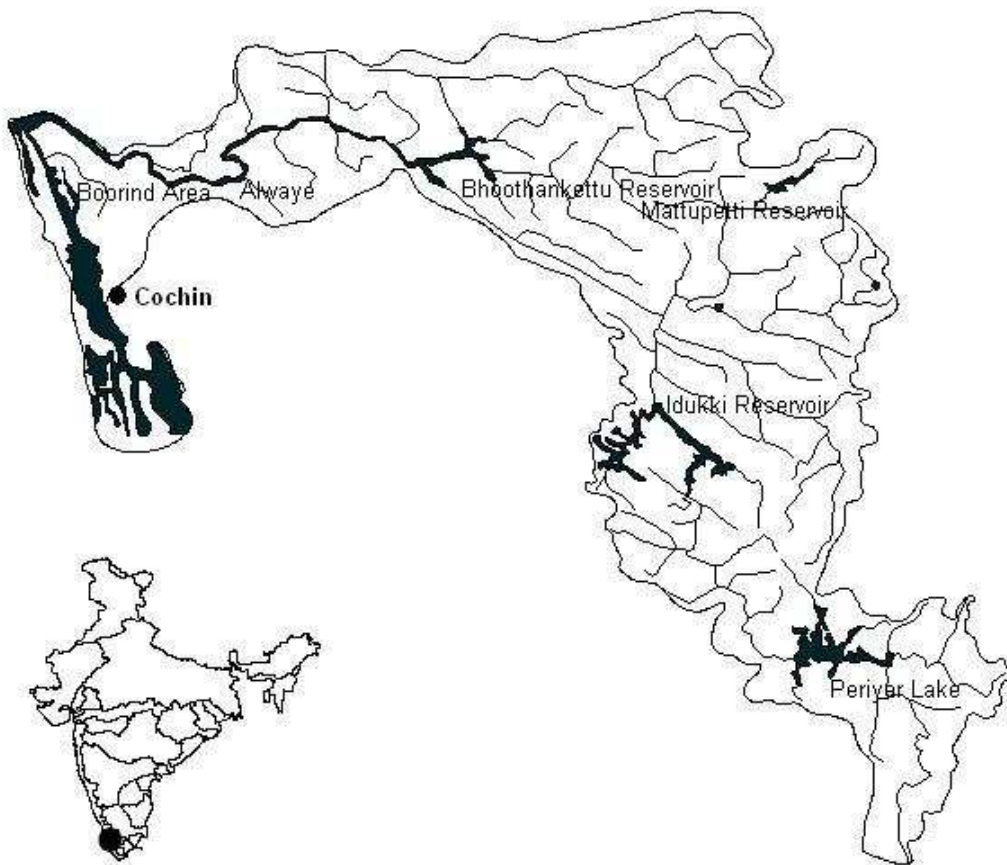 Boorind Area
Alwaye
Bhoothankettu Reservoir
Mattupetti Reservoir
Cochin
Idukki Reservoir
Periyar Lake